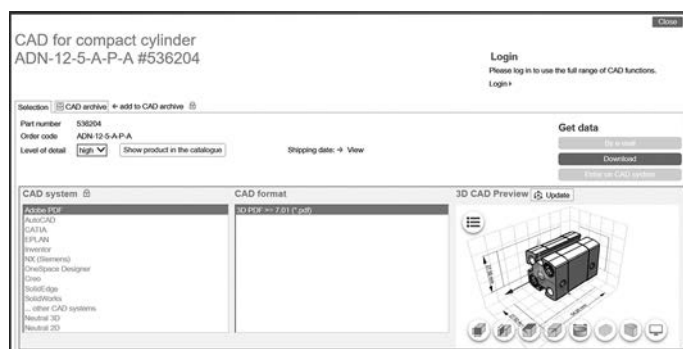 Close
CAD for compact cylinder
ADN-12-5-A-P-A #536204
Login
Please log in to use the full range of CAD functions.
Login
Selection CAD archive ← add to CAD archive
Part number 536204
Order code ADN-12-5-A-P-A
Level of detail high Show product in the catalogue Shipping date: → View
Get data
By e-mail
Download
CAD system
CAD format
3D CAD Preview Update
Adobe PDF
AutoCAD
CATIA
EPLAN
Inventor
NX (Siemens)
OneSpace Designer
Creo
SolidEdge
SolidWorks
... other CAD systems
Neutral 3D
Neutral 2D
3D PDF >= 7.01 (*.pdf)